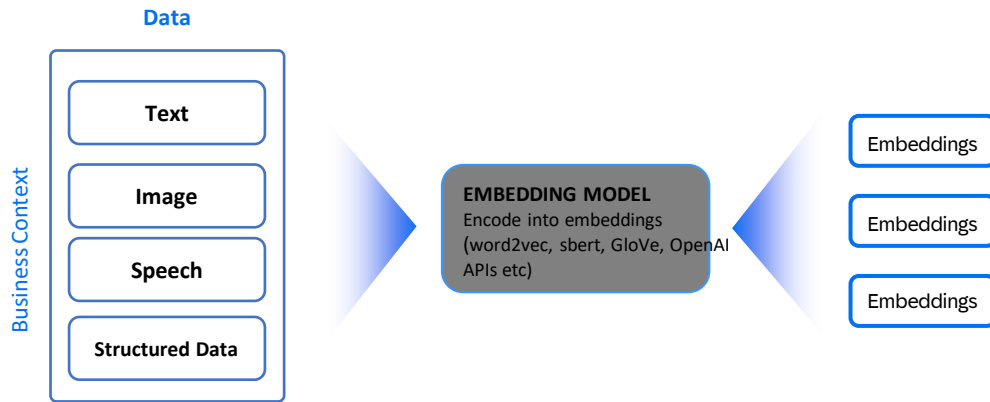 Data
Business Context
Text
Image
Speech
Structured Data
EMBEDDING MODEL
Encode into embeddings
(word2vec, sbert, GloVe, OpenAI
APIs etc)
Embeddings
Embeddings
Embeddings